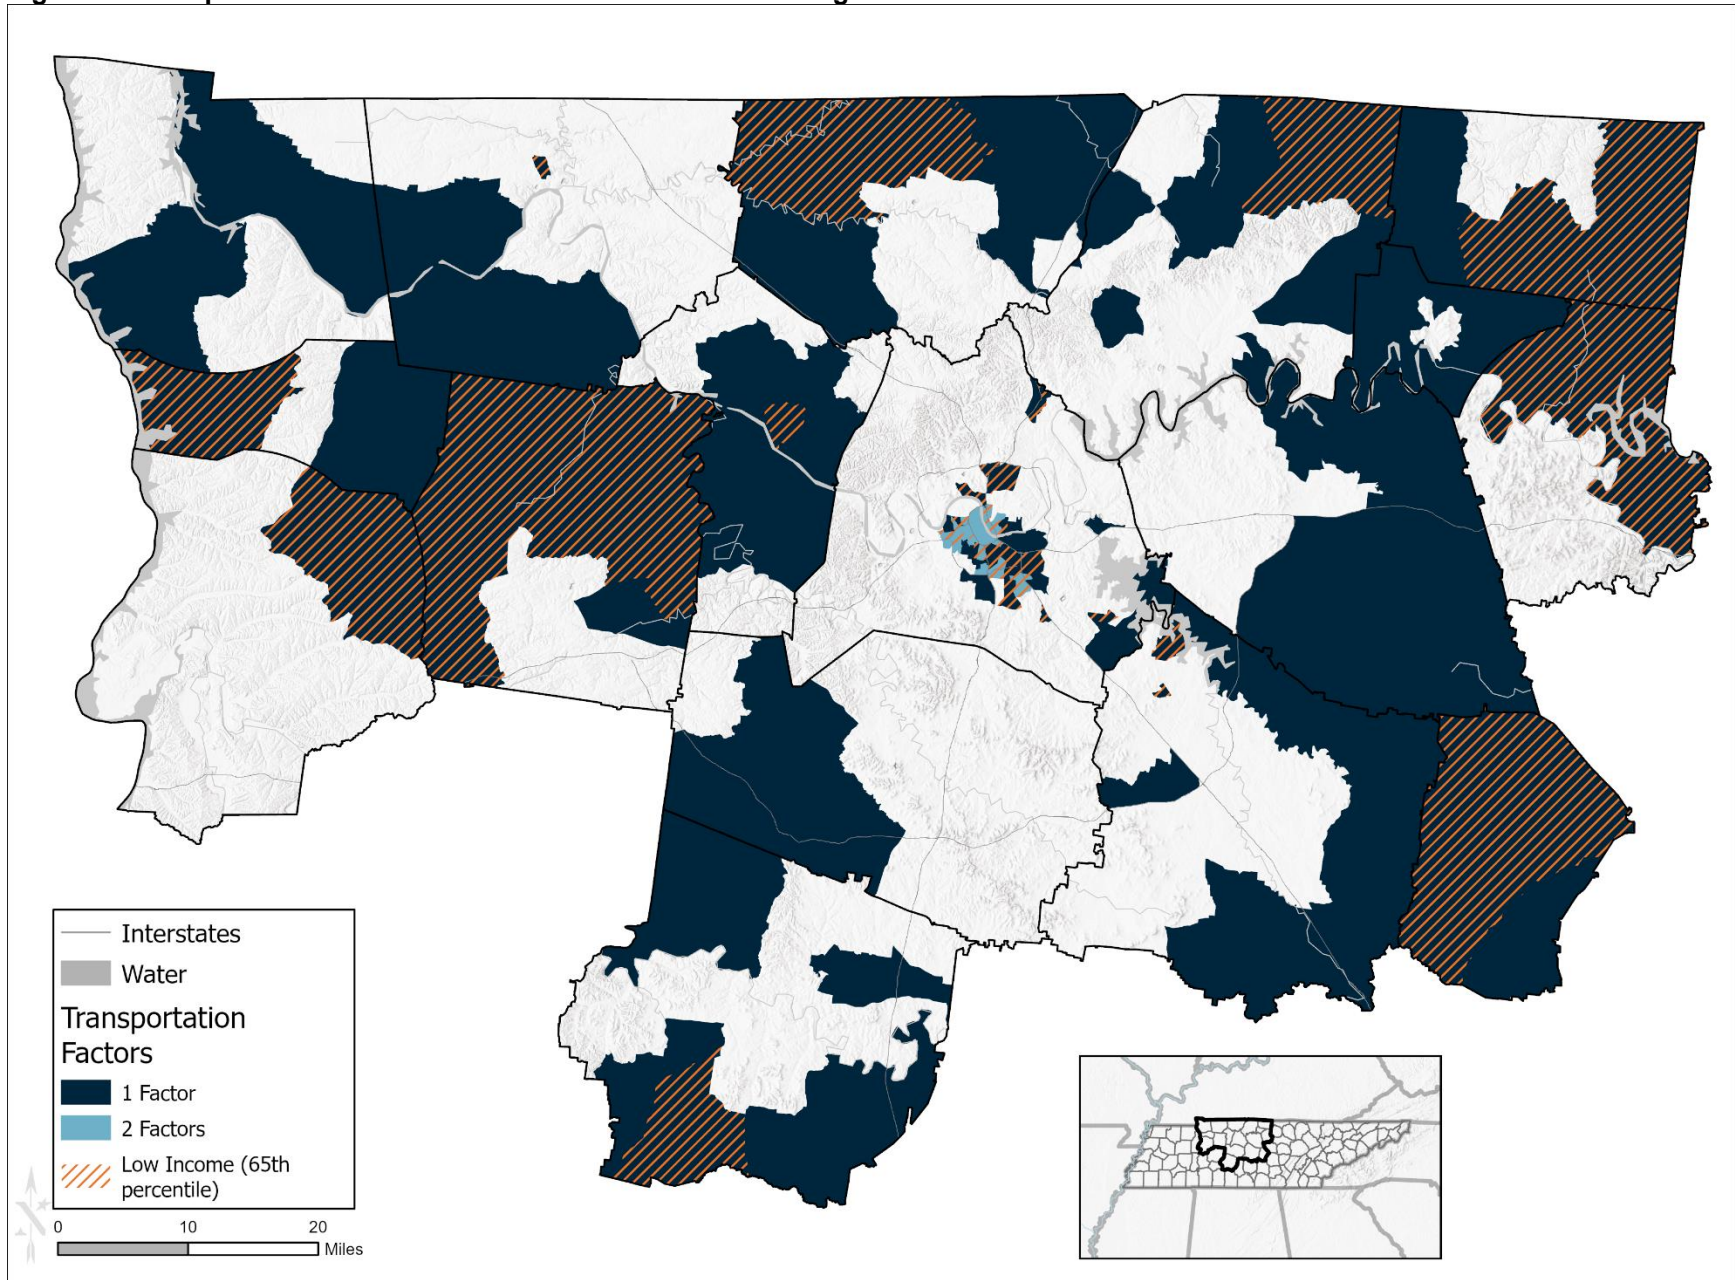 Interstates
Water
Transportation
Factors
1 Factor
2 Factors
Low Income (65th
percentile)
0 10 20
Miles